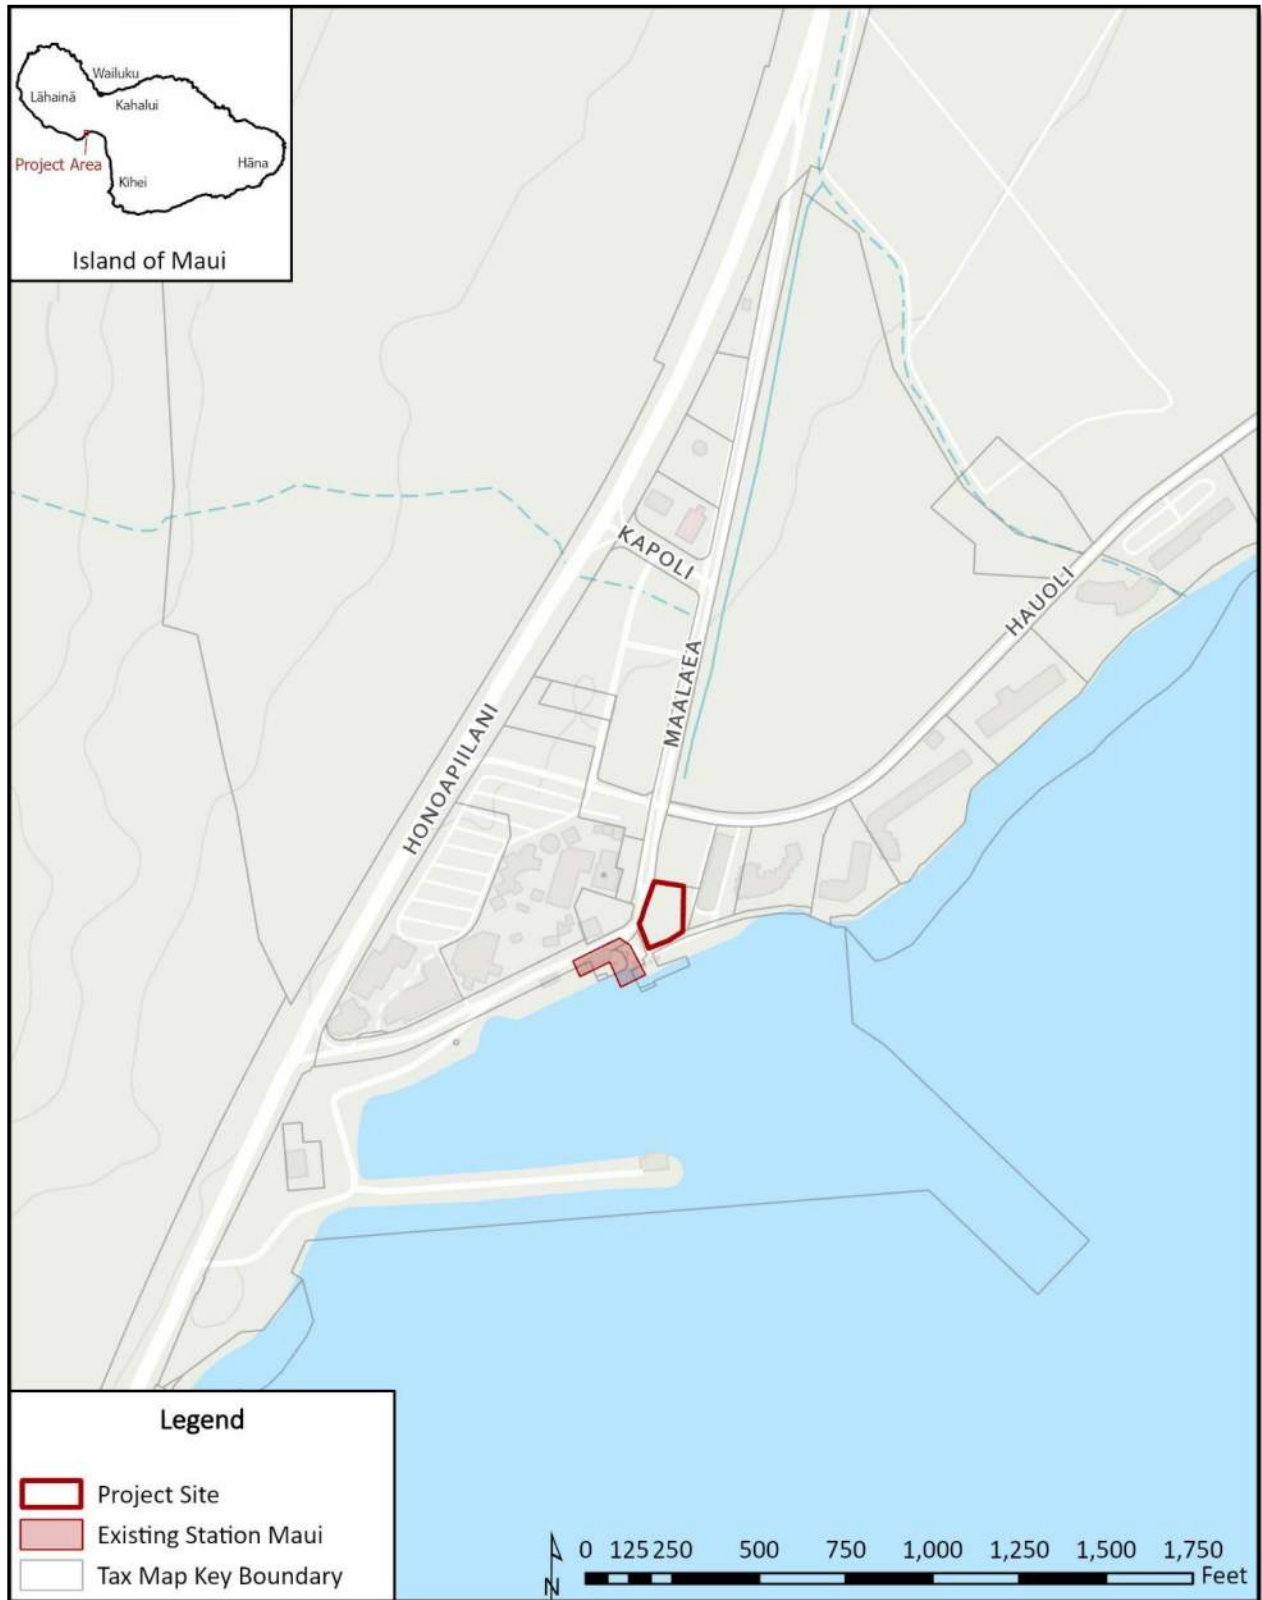 Wailuku
Lāhainā
Kahalui
Project Area
Hāna
Kīhei
Island of Maui
KAPOLI
HAUOLI
MAALAEA
HONOAPIILANI
Legend
Project Site
Existing Station Maui
Tax Map Key Boundary
N
0 125 250 500 750 1,000 1,250 1,500 1,750
Feet